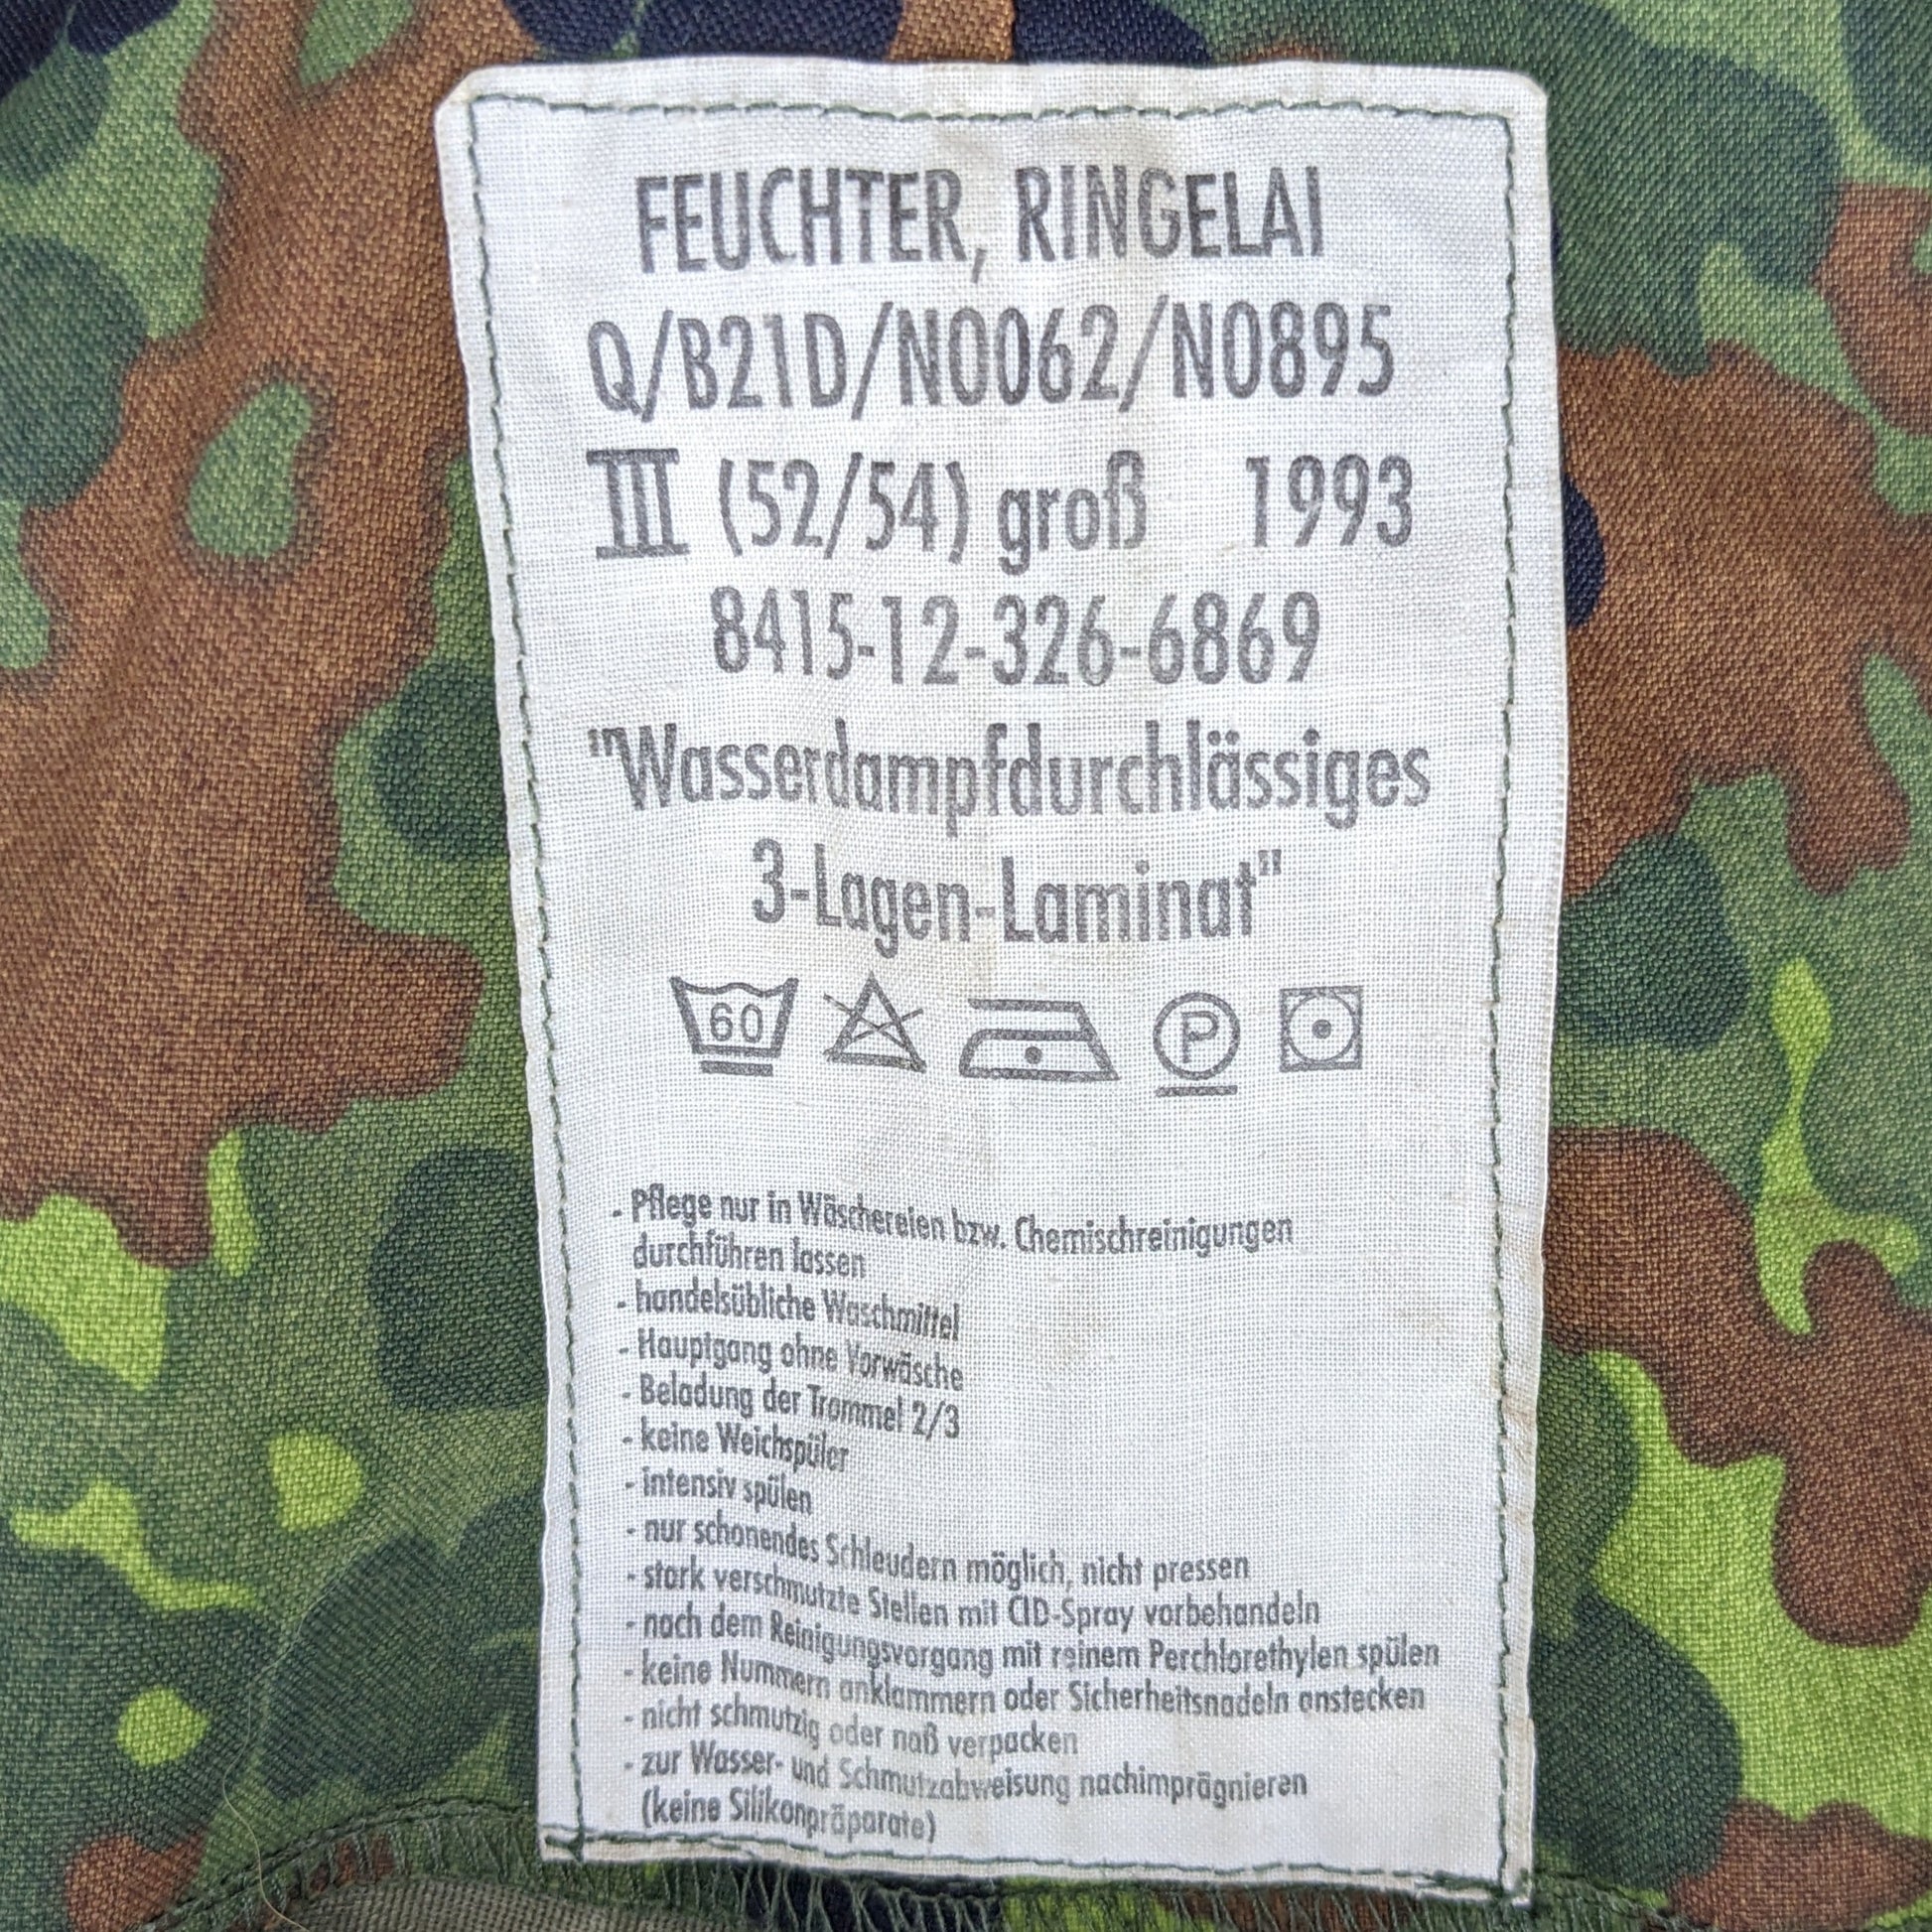 FEUCHTER, RINGELAI
Q/B21D/N0062/N0895
III (52/54) groß 1993
8415-12-326-6869
"Wasserdampfdurchlässiges
3-Lagen-Laminat"
60 P
- Pflege nur in Wäschereien bzw. Chemischreinigungen
durchführen lassen
- handelsübliche Waschmittel
- Hauptgang ohne Vorwäsche
- Beladung der Trommel 2/3
- keine Weichspüler
- intensiv spülen
- nur schonendes Schleudern möglich, nicht pressen
- stark verschmutzte Stellen mit CID-Spray vorbehandeln
- nach dem Reinigungsvorgang mit reinem Perchlorethylen spülen
- keine Nummern anklammern oder Sicherheitsnadeln anstecken
- nicht schmutzig oder naß verpacken
- zur Wasser- und Schmutzabweisung nachimprägnieren
(keine Silikonpräparate)